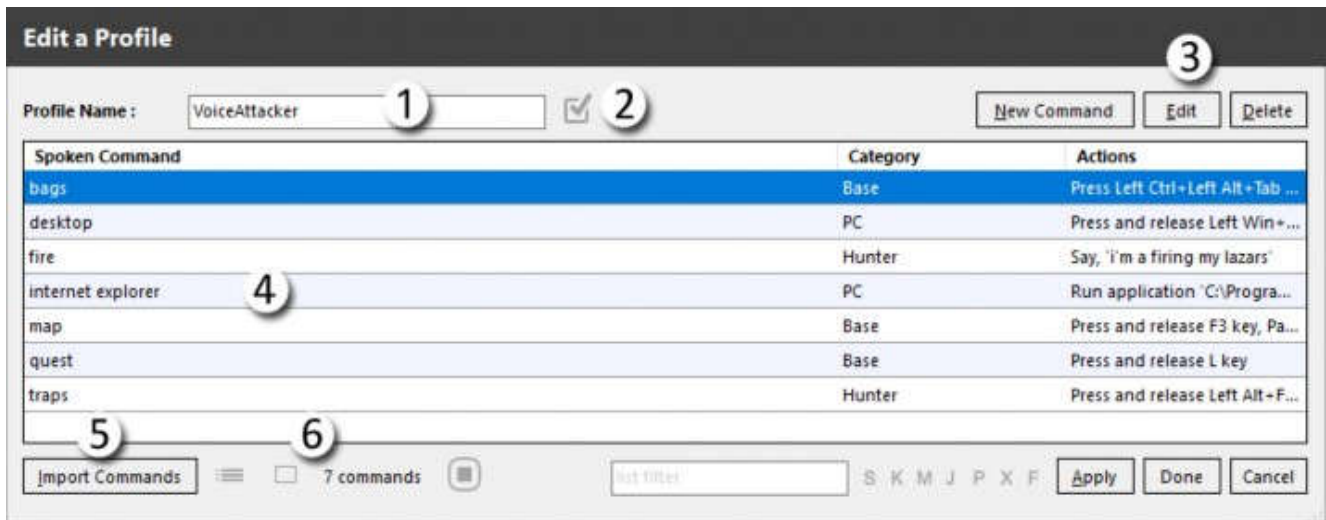 Edit a Profile
3
Profile Name : VoiceAttacker 1 2 New Command Edit Delete
Spoken Command Category Actions
bags Base Press Left Ctrl+Left Alt+Tab ...
desktop PC Press and release Left Win+...
fire Hunter Say, 'i'm a firing my lazars'
internet explorer 4 PC Run application 'C:\Progra...
map Base Press and release F3 key, Pa...
quest Base Press and release L key
traps Hunter Press and release Left Alt+F...
5 6
Import Commands 7 commands list filter S K M J P X F Apply Done Cancel